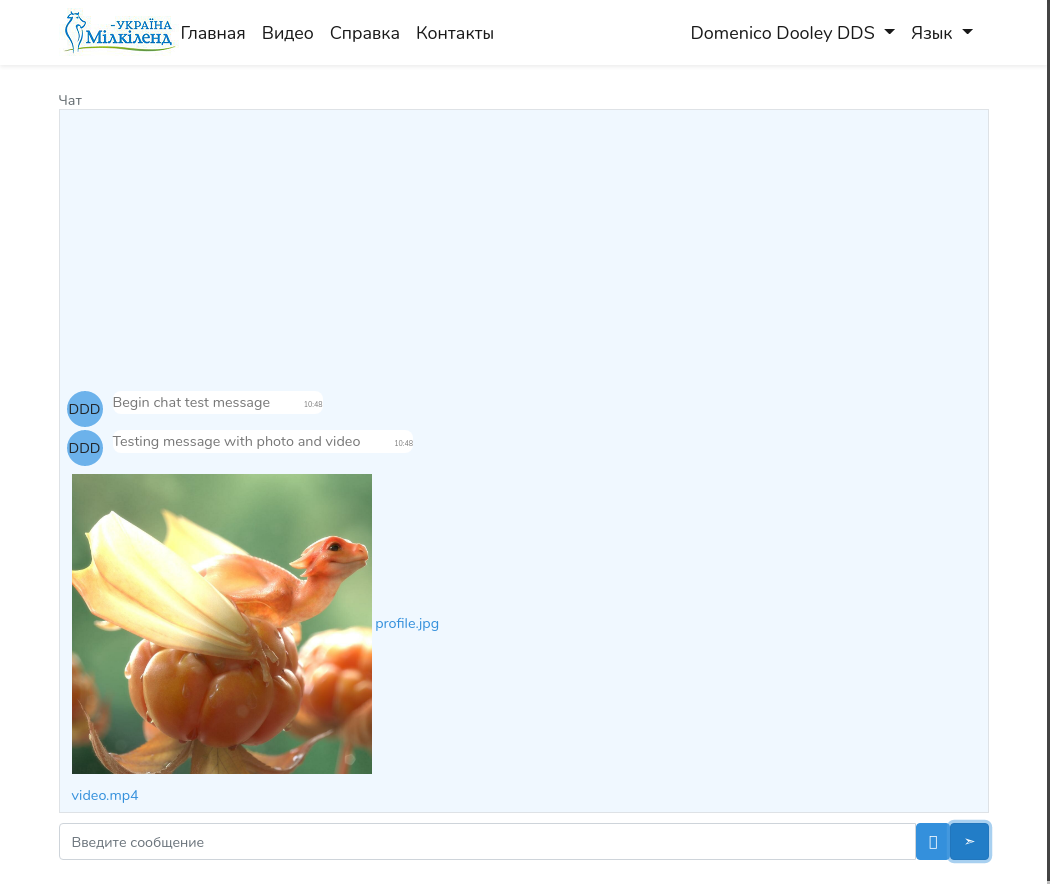 -УКРАЇНА
Мілкіленд
Главная Видео Справка Контакты Domenico Dooley DDS Язык
Чат
DDD Begin chat test message 10:48
DDD Testing message with photo and video 10:48
profile.jpg
video.mp4
Введите сообщение